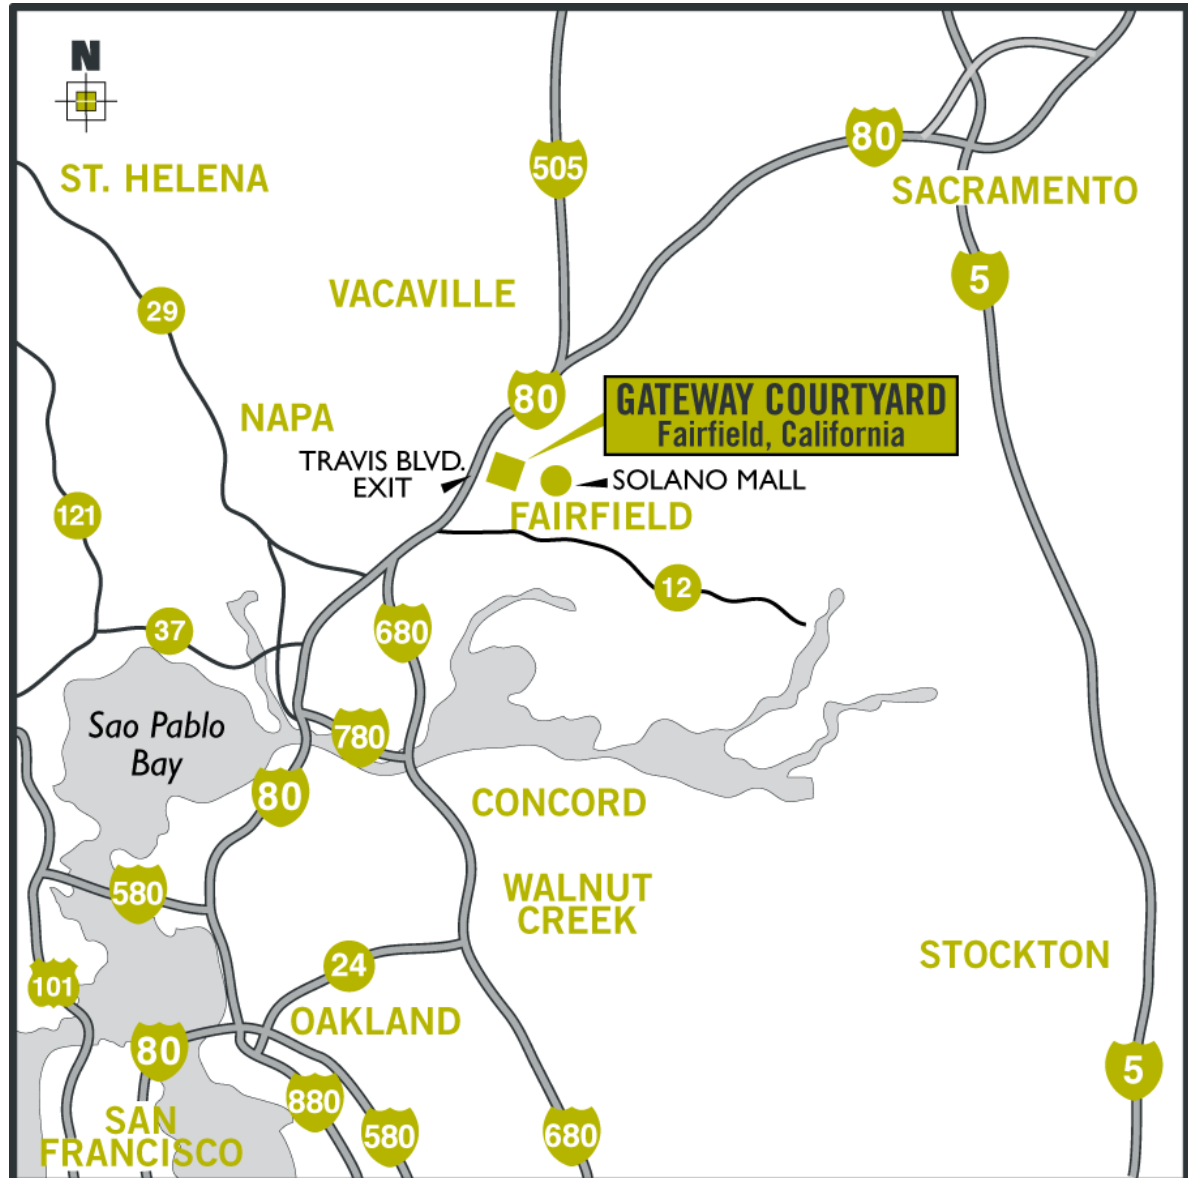 N
80
505
ST. HELENA
SACRAMENTO
5
VACAVILLE
29
80
GATEWAY COURTYARD
Fairfield, California
NAPA
TRAVIS BLVD.
EXIT
SOLANO MALL
121
FAIRFIELD
12
37
680
Sao Pablo
Bay
780
80
CONCORD
580
WALNUT
CREEK
STOCKTON
24
101
OAKLAND
80
5
880
SAN
FRANCISCO
580
680